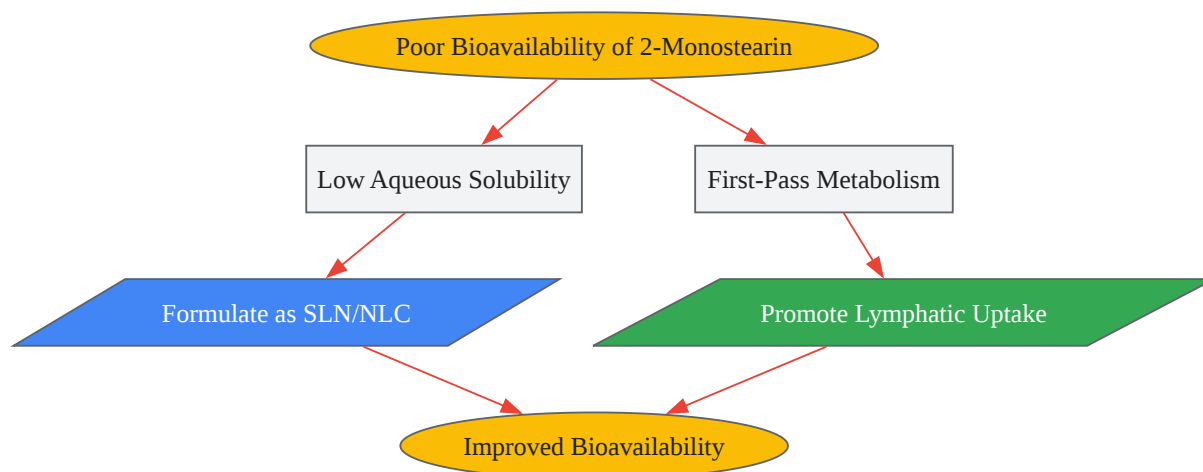 Poor Bioavailability of 2-Monostearin
Low Aqueous Solubility
First-Pass Metabolism
Formulate as SLN/NLC
Promote Lymphatic Uptake
Improved Bioavailability